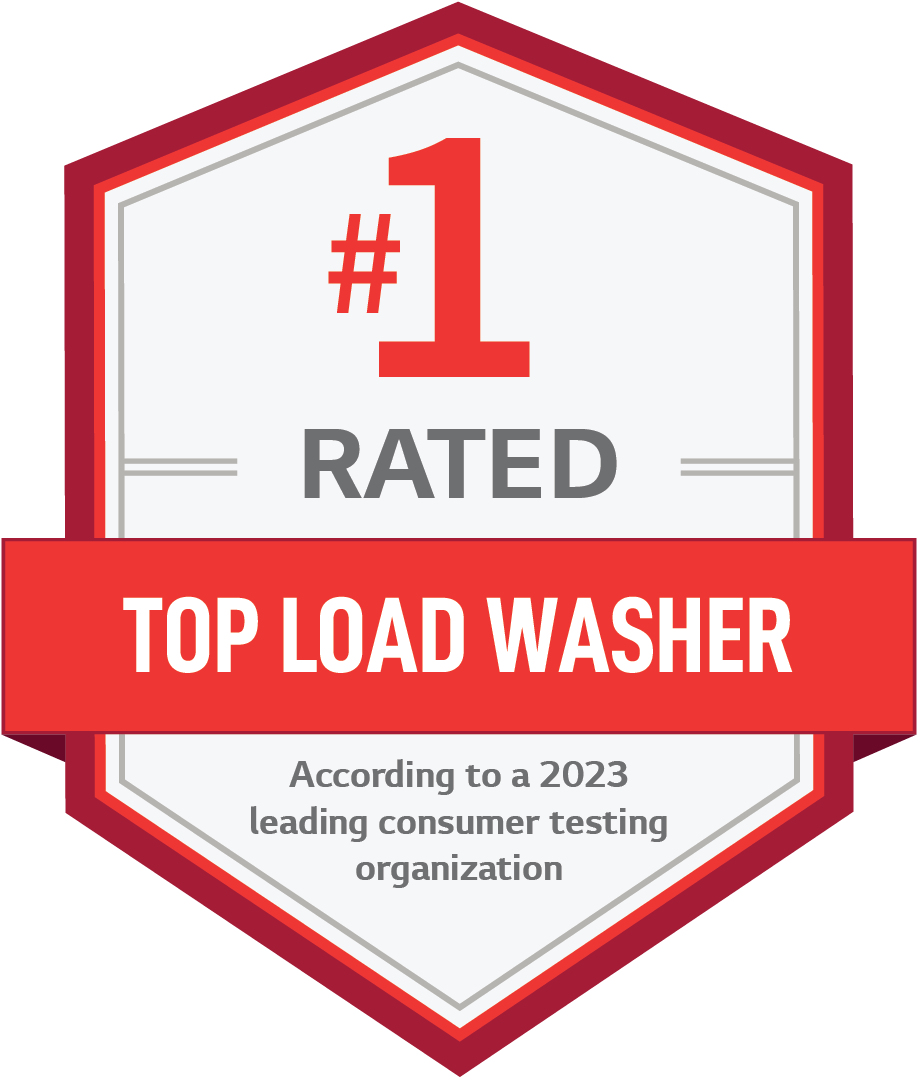 #1
RATED
TOP LOAD WASHER
According to a 2023
leading consumer testing
organization